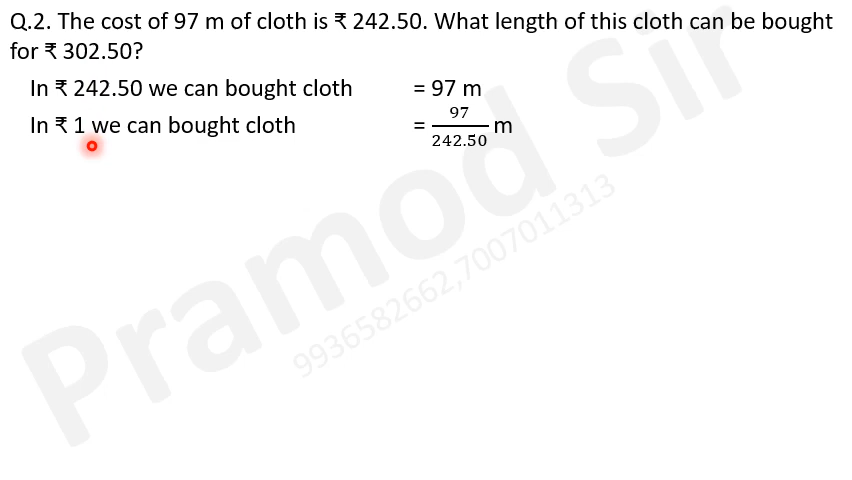 Q.2. The cost of 97 m of cloth is ₹ 242.50. What length of this cloth can be bought
for ₹ 302.50?
In ₹ 242.50 we can bought cloth = 97 m
In ₹ 1 we can bought cloth = 97/242.50 m
Pramod Sir
9936582662,7007011313